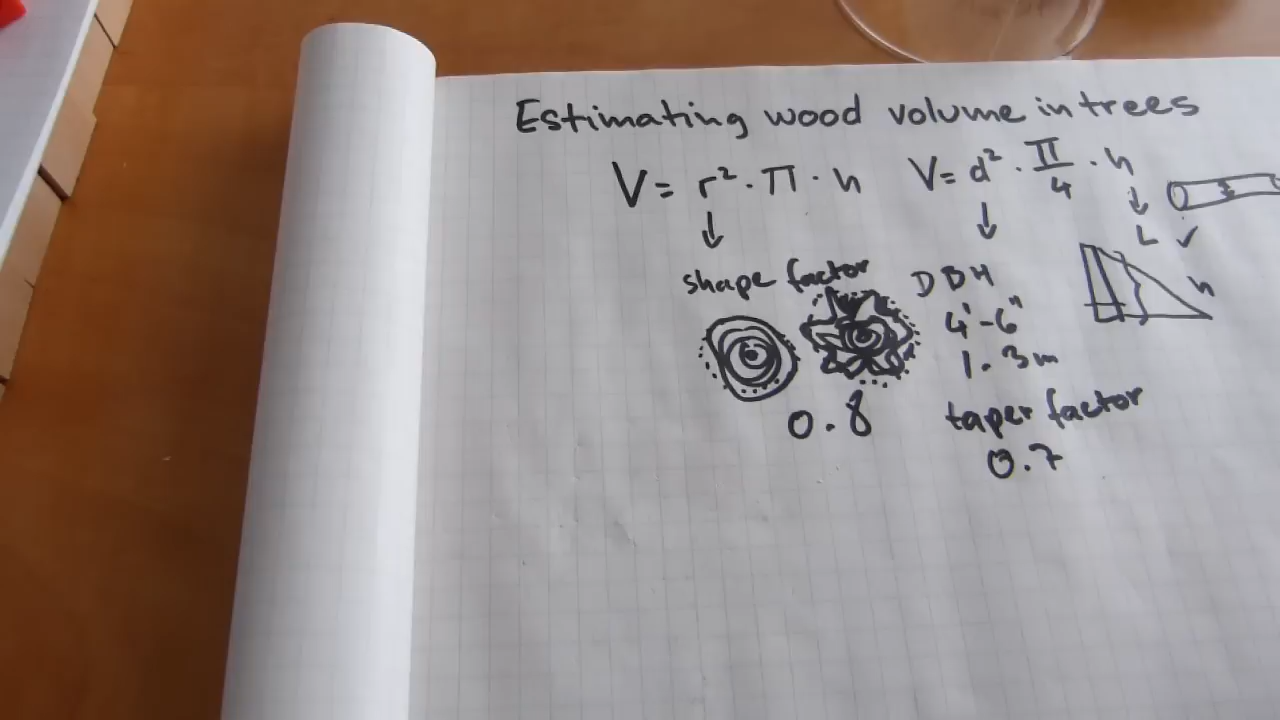 Estimating wood volume in trees
V = r² · π · h V = d² · π/4 · h
L ✓
shape factor DBH h
4'-6"
1.3m
0.8 taper factor
0.7